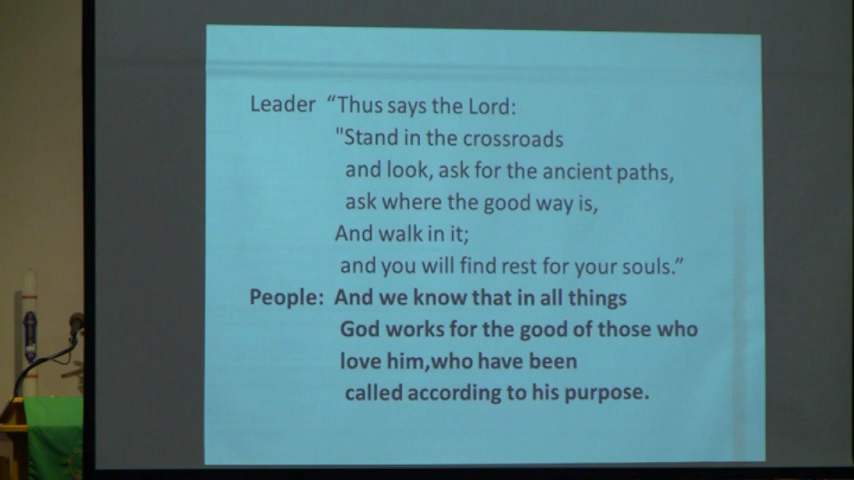 Leader “Thus says the Lord:
"Stand in the crossroads
and look, ask for the ancient paths,
ask where the good way is,
And walk in it;
and you will find rest for your souls.”
People: And we know that in all things
God works for the good of those who
love him,who have been
called according to his purpose.